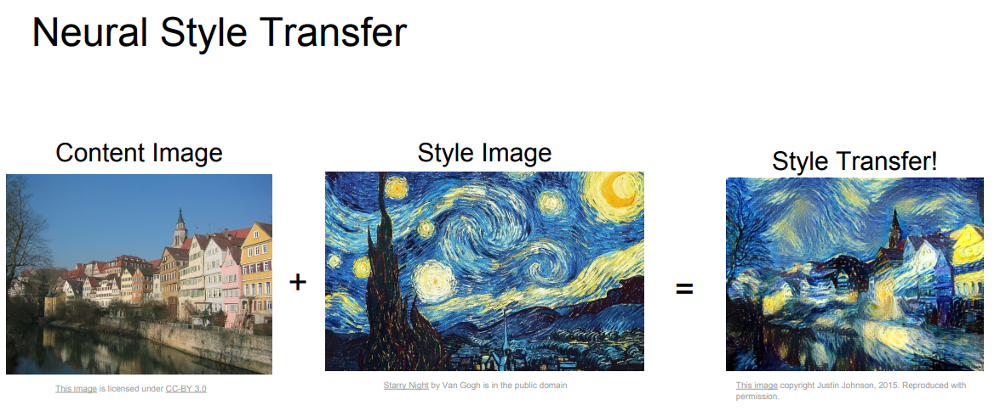 Neural Style Transfer
Content Image
Style Image
Style Transfer!
+
=
This image is licensed under CC-BY 3.0
Starry Night by Van Gogh is in the public domain
This image copyright Justin Johnson, 2015. Reproduced with
permission.